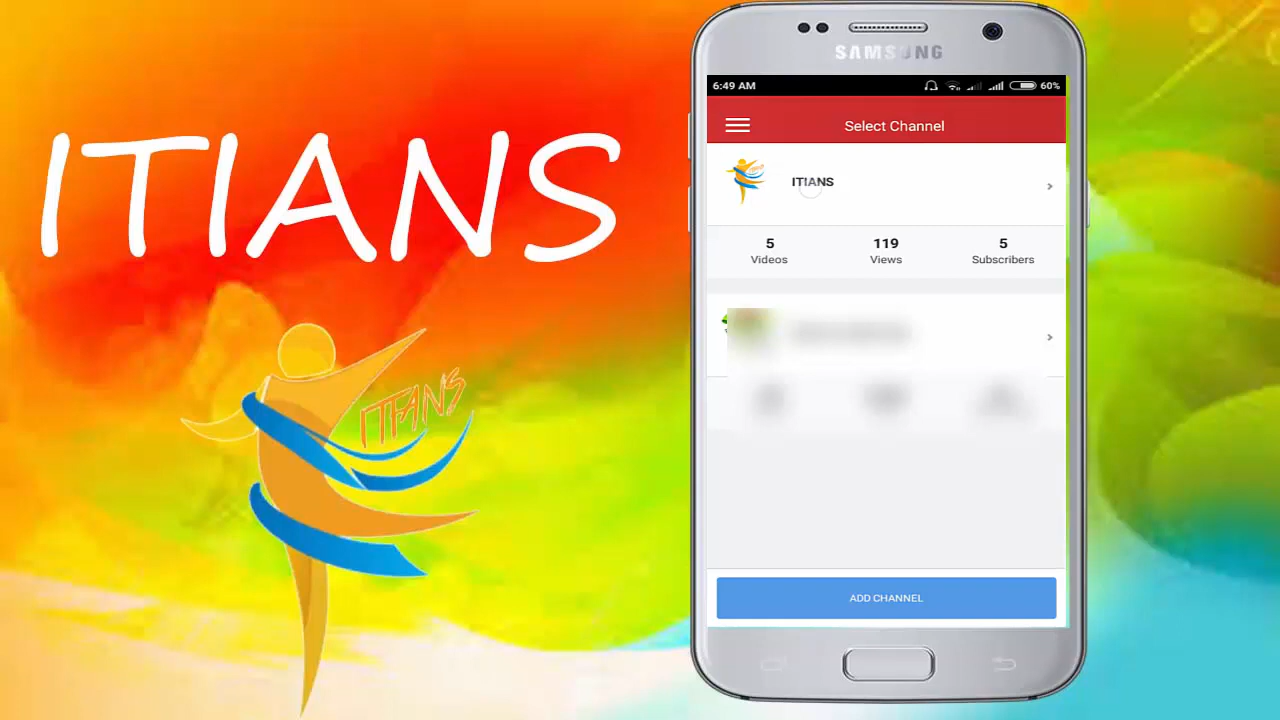 ITIANS
ITIANS
SAMSUNG
6:49 AM
60%
Select Channel
ITIANS
5
119
5
Videos
Views
Subscribers
ADD CHANNEL